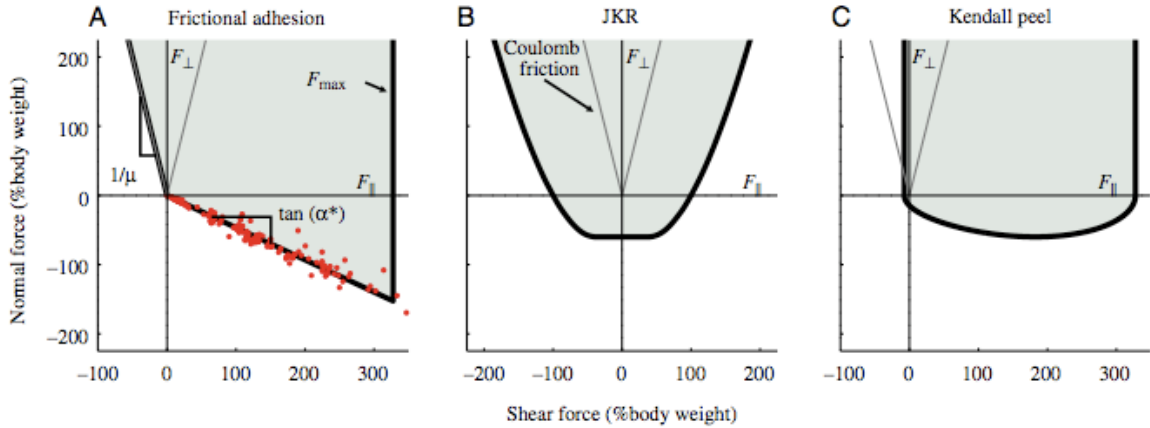 A Frictional adhesion
B JKR
C Kendall peel
Normal force (%body weight)
200
100
0
−100
−200
F⊥
Fmax
1/μ
F||
tan (α*)
−100 0 100 200 300
Coulomb
friction
F⊥
F||
−200 −100 0 100 200
F⊥
F||
−100 0 100 200 300
Shear force (%body weight)